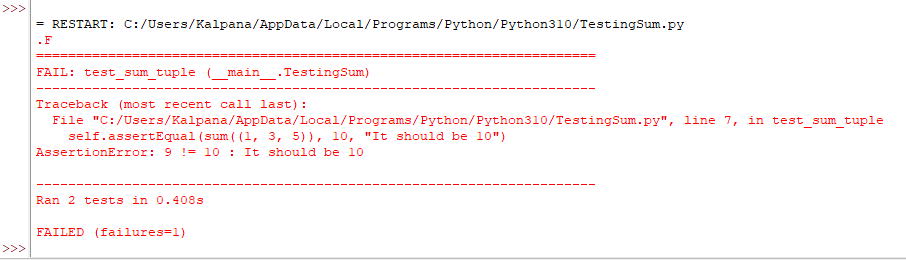 >>>
= RESTART: C:/Users/Kalpana/AppData/Local/Programs/Python/Python310/TestingSum.py
.F
======================================================================
FAIL: test_sum_tuple (__main__.TestingSum)
----------------------------------------------------------------------
Traceback (most recent call last):
  File "C:/Users/Kalpana/AppData/Local/Programs/Python/Python310/TestingSum.py", line 7, in test_sum_tuple
    self.assertEqual(sum((1, 3, 5)), 10, "It should be 10")
AssertionError: 9 != 10 : It should be 10
----------------------------------------------------------------------
Ran 2 tests in 0.408s
FAILED (failures=1)
>>>